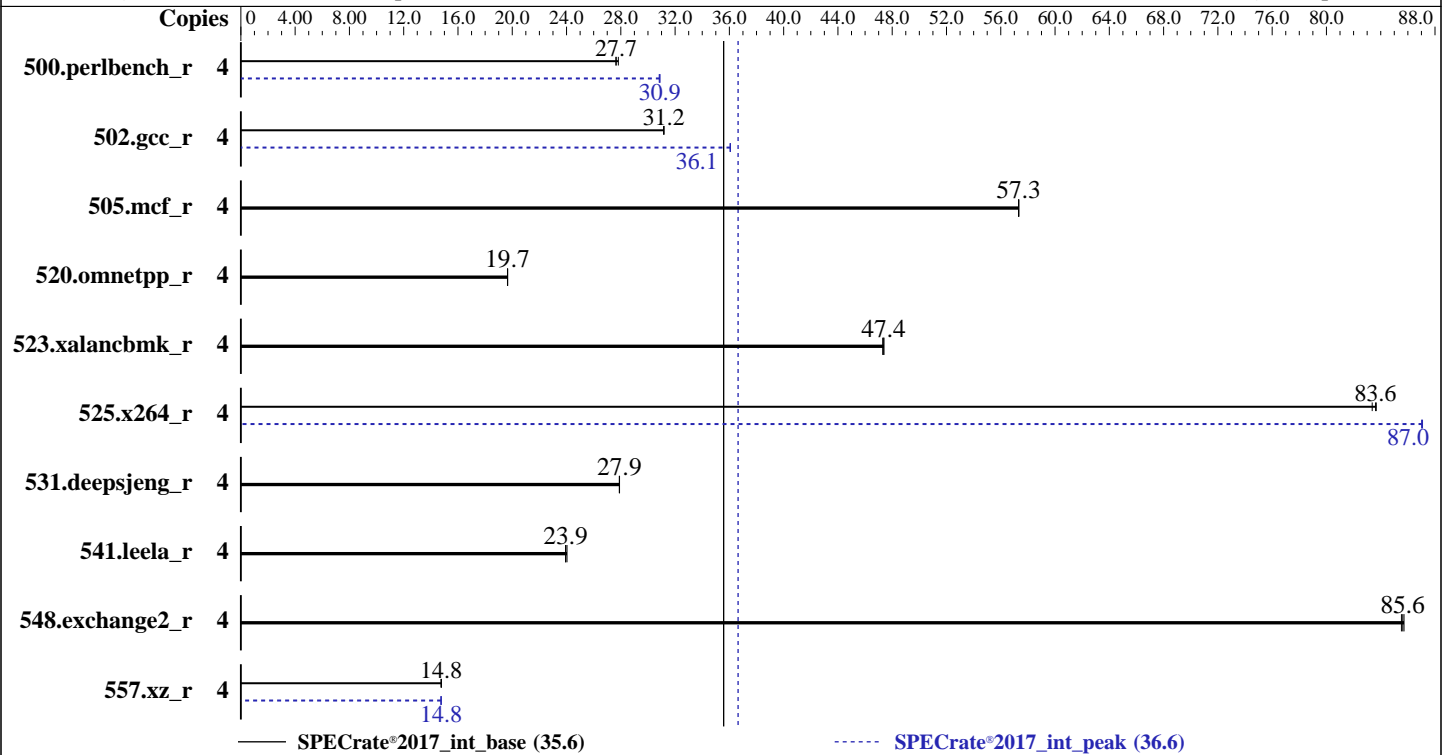 Copies 0 4.00 8.00 12.0 16.0 20.0 24.0 28.0 32.0 36.0 40.0 44.0 48.0 52.0 56.0 60.0 64.0 68.0 72.0 76.0 80.0 88.0
27.7
500.perlbench_r 4
30.9
31.2
502.gcc_r 4
36.1
57.3
505.mcf_r 4
19.7
520.omnetpp_r 4
47.4
523.xalancbmk_r 4
83.6
525.x264_r 4
87.0
27.9
531.deepsjeng_r 4
23.9
541.leela_r 4
85.6
548.exchange2_r 4
14.8
557.xz_r 4
14.8
SPECrate®2017_int_base (35.6) SPECrate®2017_int_peak (36.6)